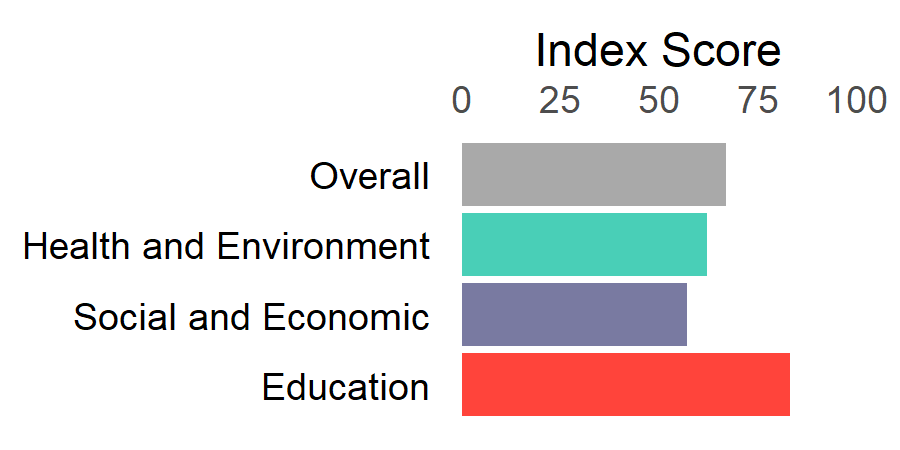 Index Score
0 25 50 75 100
Overall
Health and Environment
Social and Economic
Education